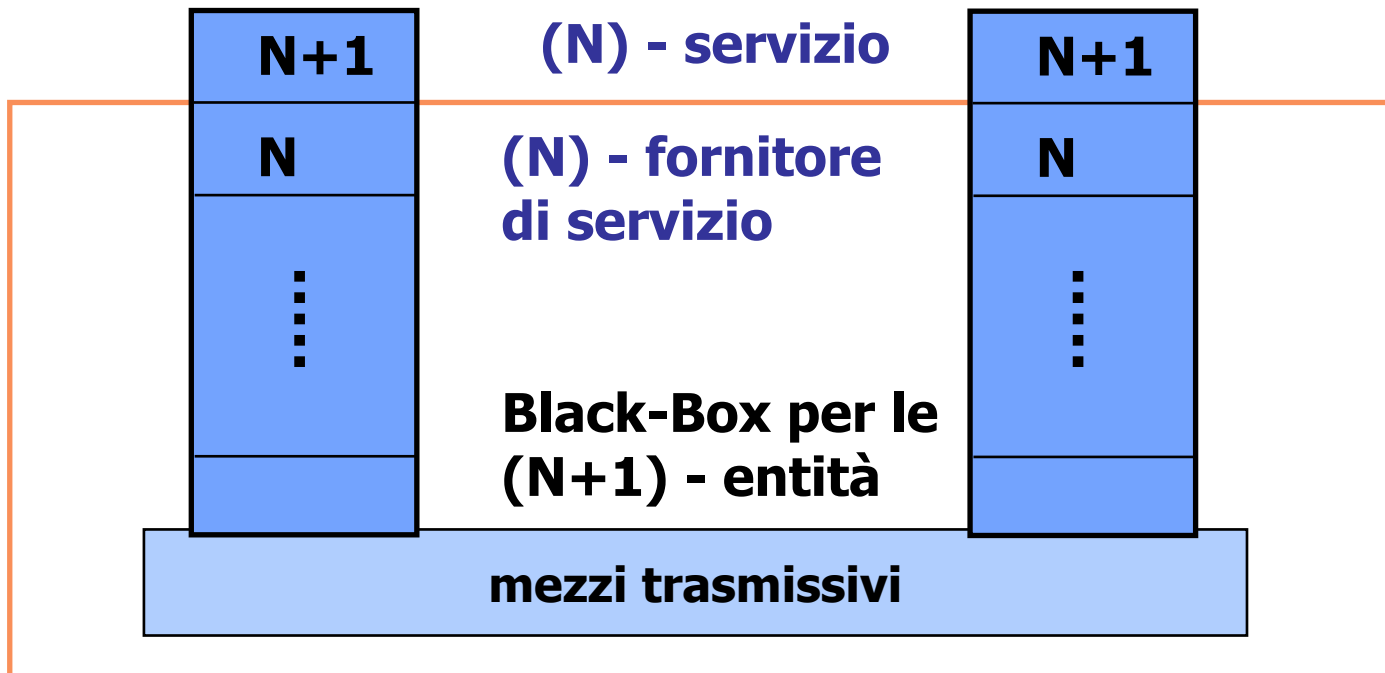 N+1
(N) - servizio
N+1
N
(N) - fornitore
di servizio
N
Black-Box per le
(N+1) - entità
mezzi trasmissivi